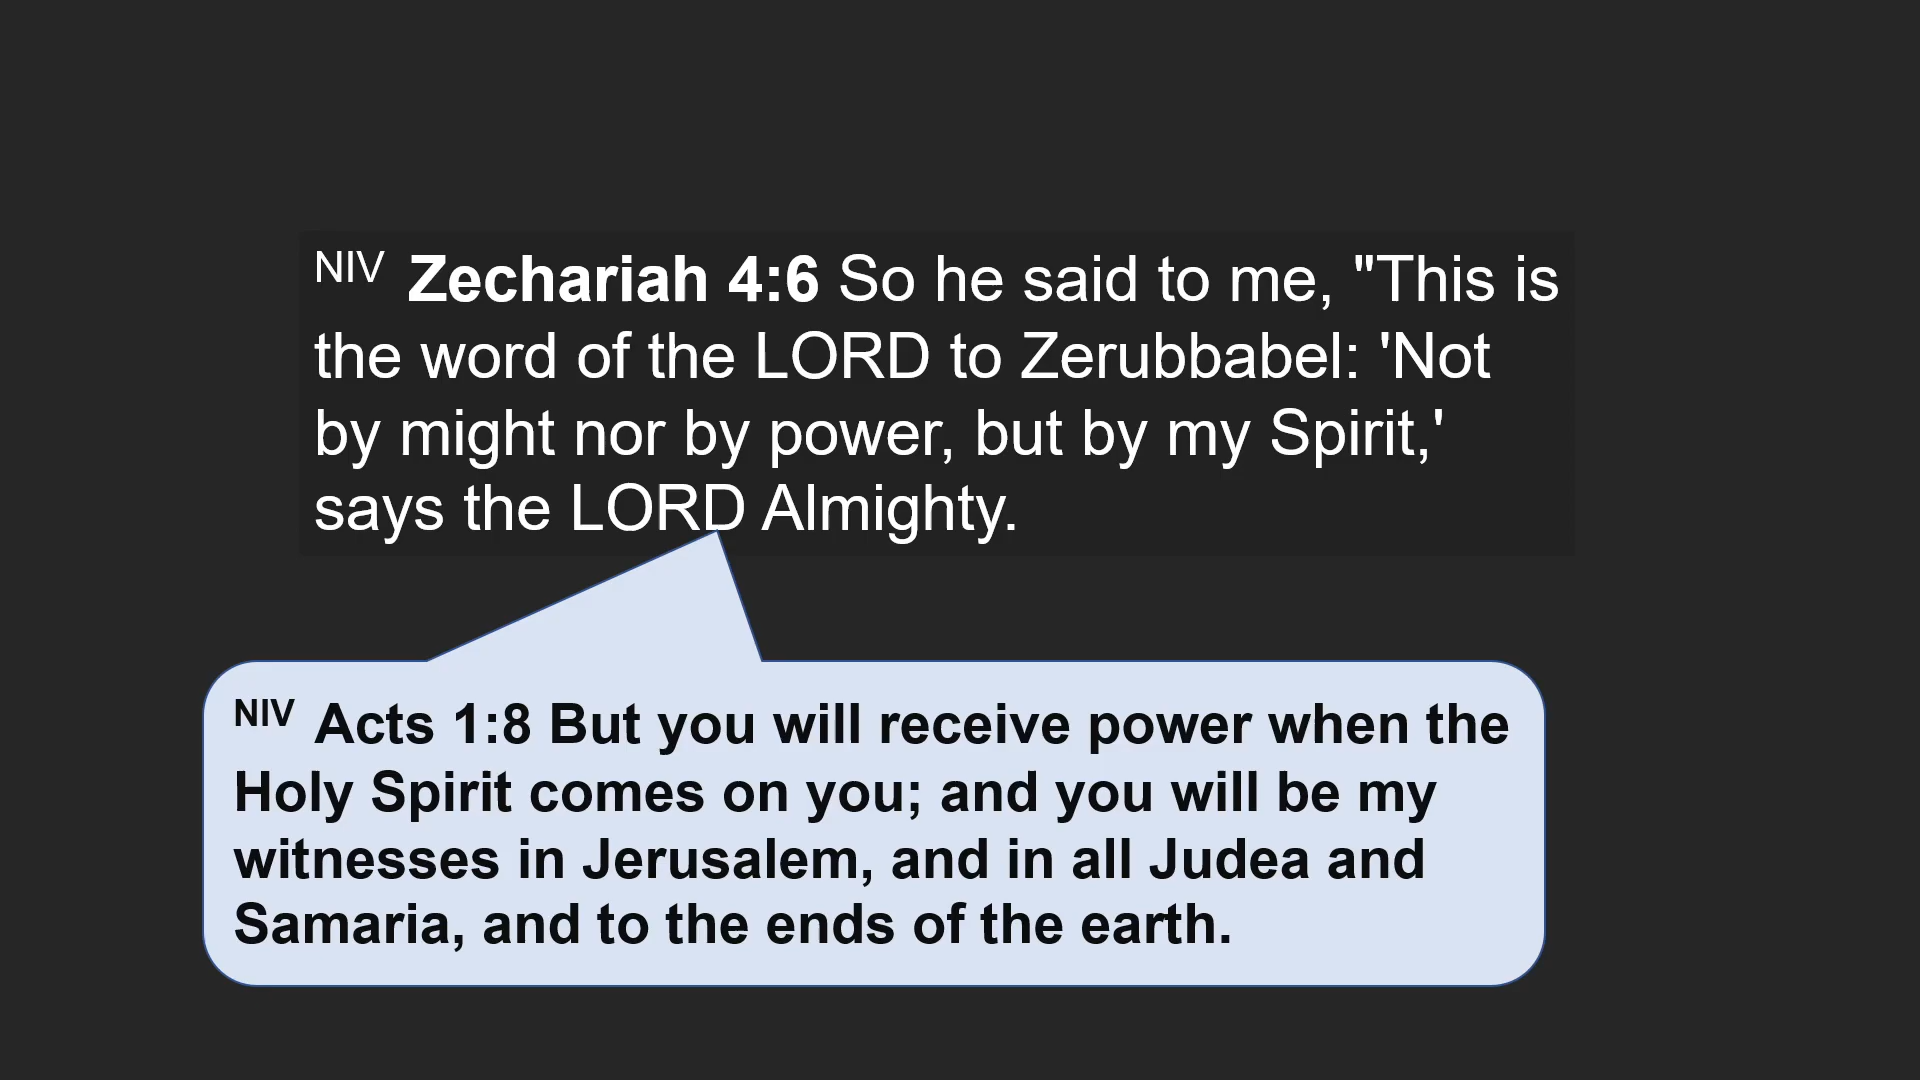 NIV Zechariah 4:6 So he said to me, "This is
the word of the LORD to Zerubbabel: 'Not
by might nor by power, but by my Spirit,'
says the LORD Almighty.
NIV Acts 1:8 But you will receive power when the
Holy Spirit comes on you; and you will be my
witnesses in Jerusalem, and in all Judea and
Samaria, and to the ends of the earth.